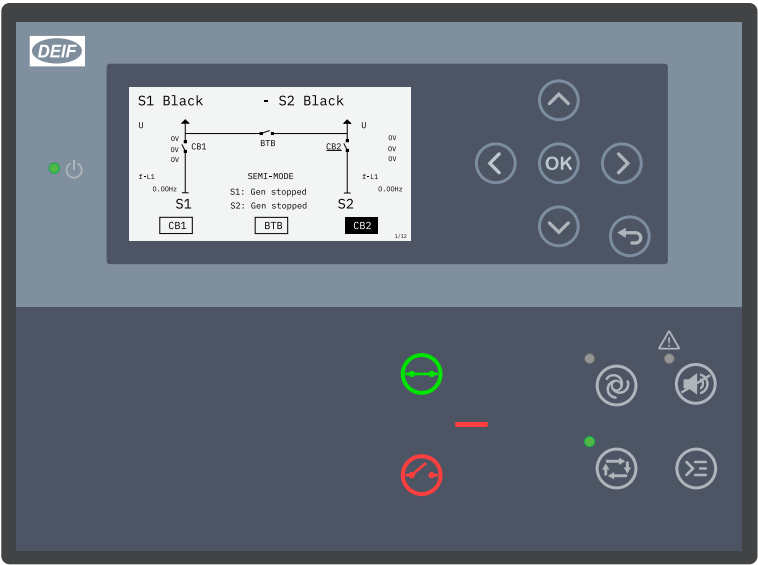 DEIF
S1 Black - S2 Black
U U
0V 0V
0V CB1 BTB CB2 0V
0V 0V
f-L1 SEMI-MODE f-L1
0.00Hz S1: Gen stopped 0.00Hz
S1 S2: Gen stopped S2
CB1 BTB CB2
1/12
OK